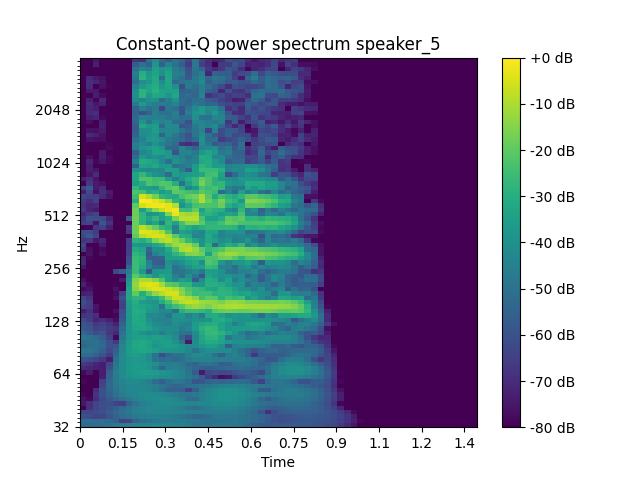 Constant-Q power spectrum speaker_5
Hz
2048
1024
512
256
128
64
32
0 0.15 0.3 0.45 0.6 0.75 0.9 1.1 1.2 1.4
Time
+0 dB
-10 dB
-20 dB
-30 dB
-40 dB
-50 dB
-60 dB
-70 dB
-80 dB